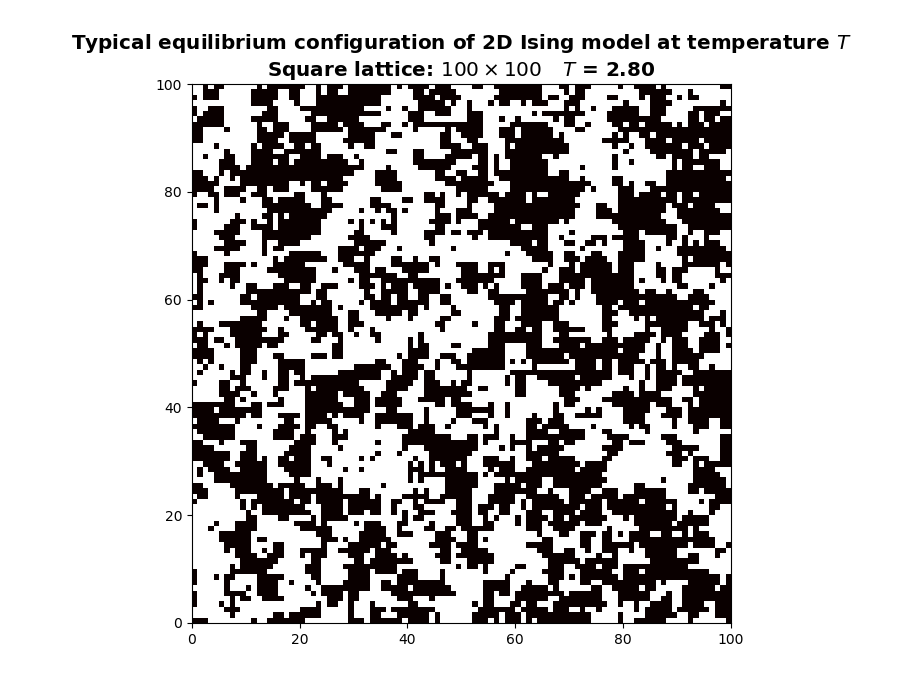 Typical equilibrium configuration of 2D Ising model at temperature T
Square lattice: 100 × 100 T = 2.80
100
80
60
40
20
0
0 20 40 60 80 100